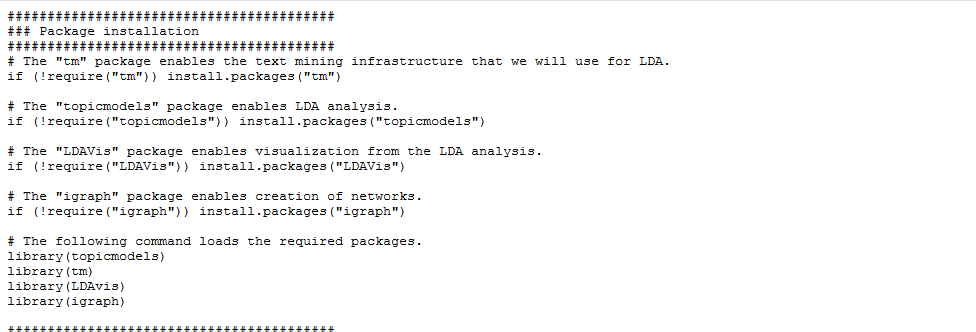 #########################################
### Package installation
#########################################
# The "tm" package enables the text mining infrastructure that we will use for LDA.
if (!require("tm")) install.packages("tm")
# The "topicmodels" package enables LDA analysis.
if (!require("topicmodels")) install.packages("topicmodels")
# The "LDAVis" package enables visualization from the LDA analysis.
if (!require("LDAVis")) install.packages("LDAVis")
# The "igraph" package enables creation of networks.
if (!require("igraph")) install.packages("igraph")
# The following command loads the required packages.
library(topicmodels)
library(tm)
library(LDAvis)
library(igraph)
#########################################